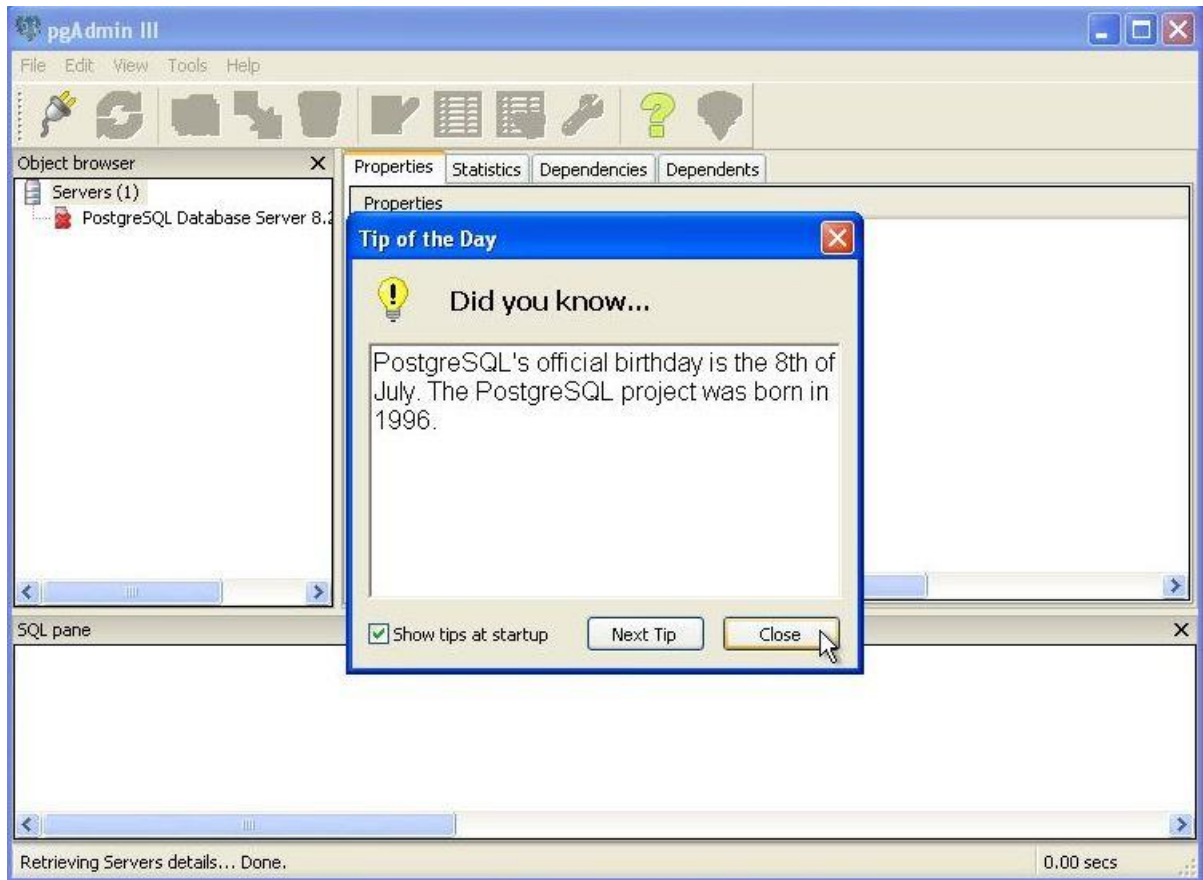 pgAdmin III
File Edit View Tools Help
Object browser
Properties Statistics Dependencies Dependents
Servers (1)
PostgreSQL Database Server 8.2
Properties
Tip of the Day
Did you know...
PostgreSQL's official birthday is the 8th of
July. The PostgreSQL project was born in
1996.
Show tips at startup Next Tip Close
SQL pane
Retrieving Servers details... Done. 0.00 secs